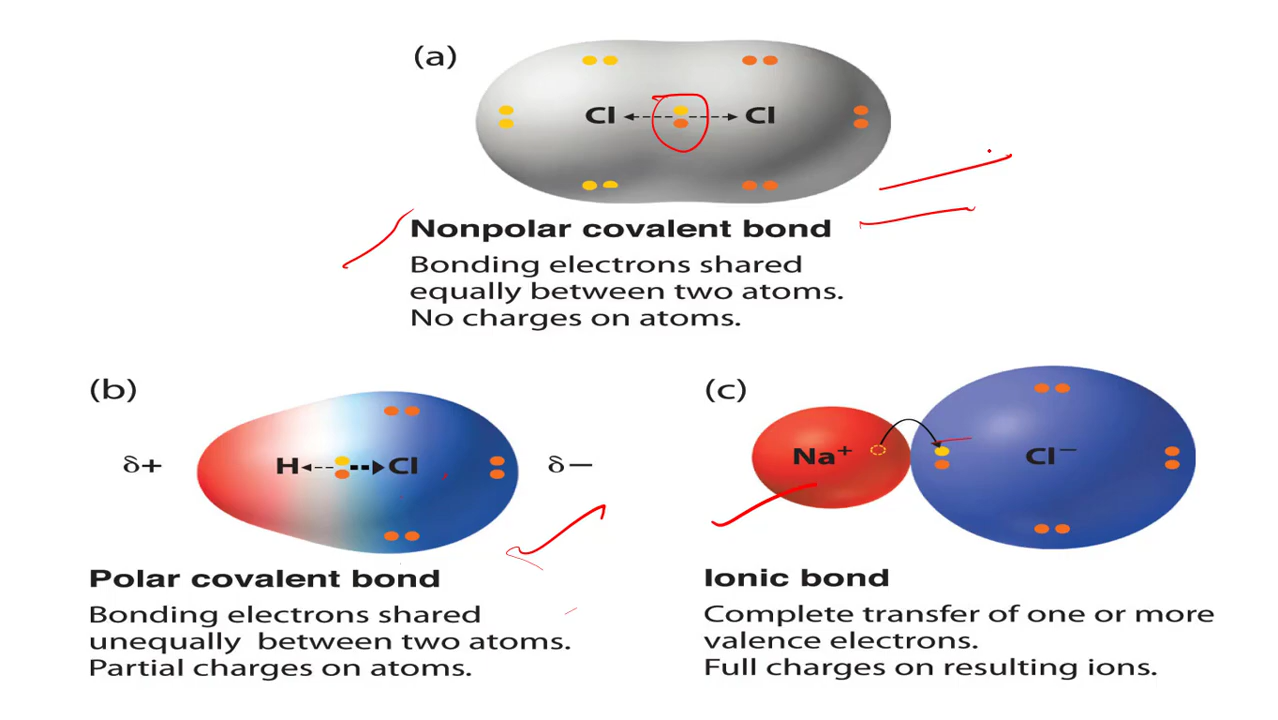 (a)
Cl Cl
Nonpolar covalent bond
Bonding electrons shared
equally between two atoms.
No charges on atoms.
(b)
δ+ H Cl δ−
Polar covalent bond
Bonding electrons shared
unequally between two atoms.
Partial charges on atoms.
(c)
Na⁺ Cl⁻
Ionic bond
Complete transfer of one or more
valence electrons.
Full charges on resulting ions.